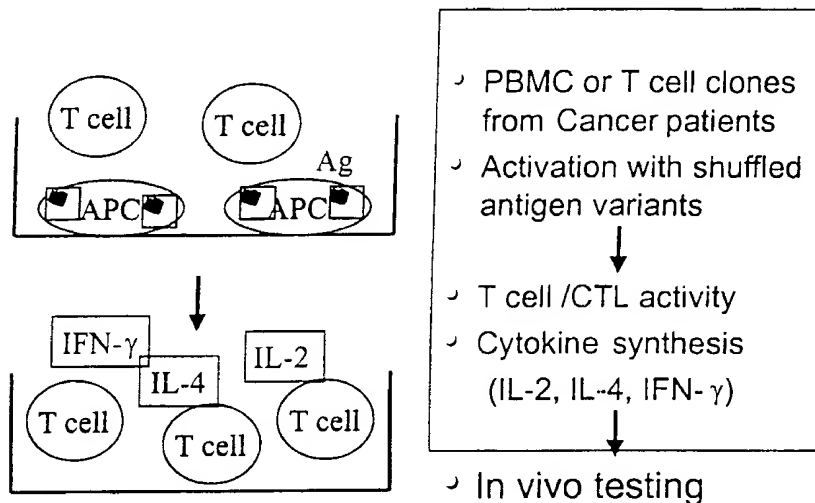 T cell
T cell
Ag
APC
APC
IFN-γ
IL-4
IL-2
T cell
T cell
T cell
PBMC or T cell clones
from Cancer patients
Activation with shuffled
antigen variants
T cell /CTL activity
Cytokine synthesis
(IL-2, IL-4, IFN- γ)
In vivo testing